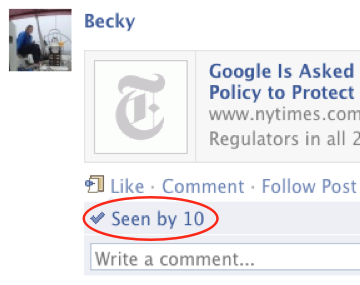 Becky
Google Is Asked
Policy to Protect
www.nytimes.com
Regulators in all 2
Like · Comment · Follow Post
Seen by 10
Write a comment...